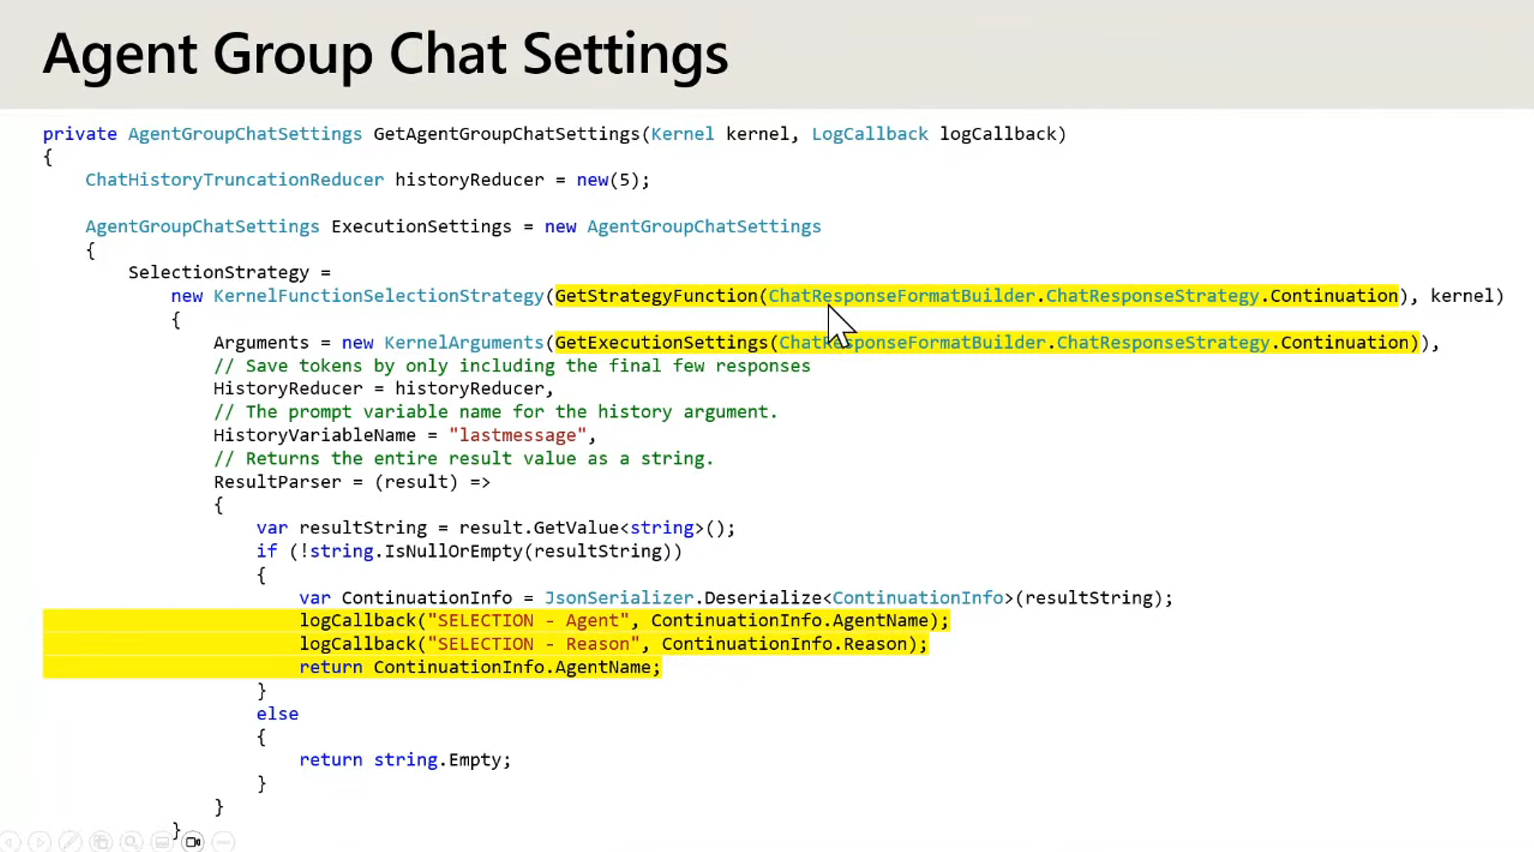 Agent Group Chat Settings
private AgentGroupChatSettings GetAgentGroupChatSettings(Kernel kernel, LogCallback logCallback)
{
ChatHistoryTruncationReducer historyReducer = new(5);
AgentGroupChatSettings ExecutionSettings = new AgentGroupChatSettings
{
SelectionStrategy =
new KernelFunctionSelectionStrategy(GetStrategyFunction(ChatResponseFormatBuilder.ChatResponseStrategy.Continuation), kernel)
{
Arguments = new KernelArguments(GetExecutionSettings(ChatResponseFormatBuilder.ChatResponseStrategy.Continuation)),
// Save tokens by only including the final few responses
HistoryReducer = historyReducer,
// The prompt variable name for the history argument.
HistoryVariableName = "lastmessage",
// Returns the entire result value as a string.
ResultParser = (result) =>
{
var resultString = result.GetValue<string>();
if (!string.IsNullOrEmpty(resultString))
{
var ContinuationInfo = JsonSerializer.Deserialize<ContinuationInfo>(resultString);
logCallback("SELECTION - Agent", ContinuationInfo.AgentName);
logCallback("SELECTION - Reason", ContinuationInfo.Reason);
return ContinuationInfo.AgentName;
}
else
{
return string.Empty;
}
}
}